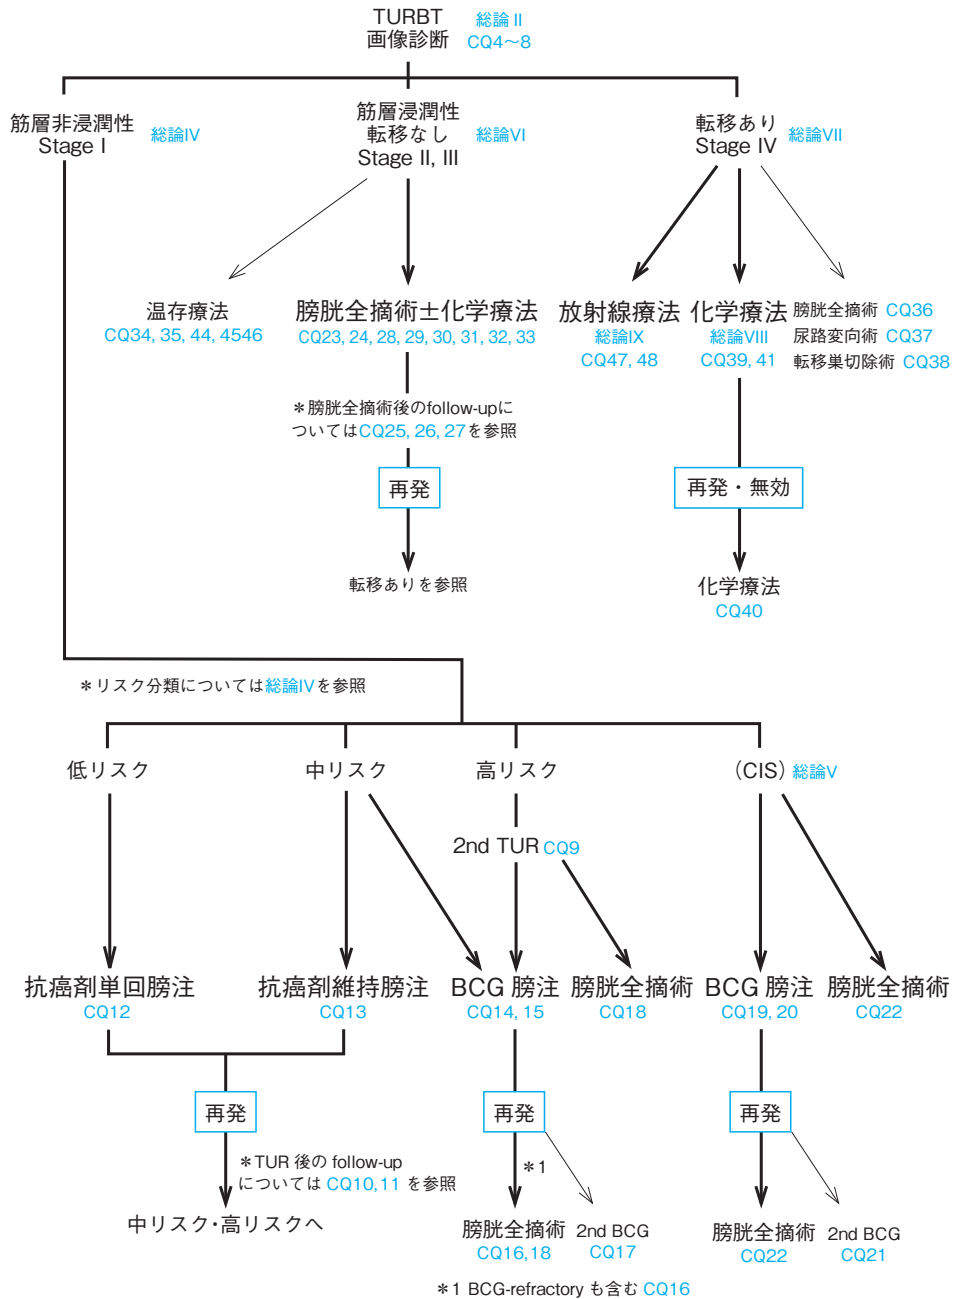 TURBT 総論 II
画像診断 CQ4〜8
筋層非浸潤性 総論IV
Stage I
筋層浸潤性
転移なし 総論VI
Stage II, III
転移あり 総論VII
Stage IV
温存療法
CQ34, 35, 44, 4546
膀胱全摘術±化学療法
CQ23, 24, 28, 29, 30, 31, 32, 33
放射線療法
総論IX
CQ47, 48
化学療法
総論VIII
CQ39, 41
膀胱全摘術 CQ36
尿路変向術 CQ37
転移巣切除術 CQ38
＊膀胱全摘術後のfollow-upに
ついてはCQ25, 26, 27を参照
再発
転移ありを参照
再発・無効
化学療法
CQ40
＊リスク分類については総論IVを参照
低リスク
中リスク
高リスク
(CIS) 総論V
2nd TUR CQ9
抗癌剤単回膀注
CQ12
抗癌剤維持膀注
CQ13
BCG 膀注
CQ14, 15
膀胱全摘術
CQ18
BCG 膀注
CQ19, 20
膀胱全摘術
CQ22
再発
再発
再発
＊TUR 後の follow-up
については CQ10,11 を参照
＊1
中リスク・高リスクへ
膀胱全摘術
CQ16,18
2nd BCG
CQ17
膀胱全摘術
CQ22
2nd BCG
CQ21
＊1 BCG-refractory も含む CQ16